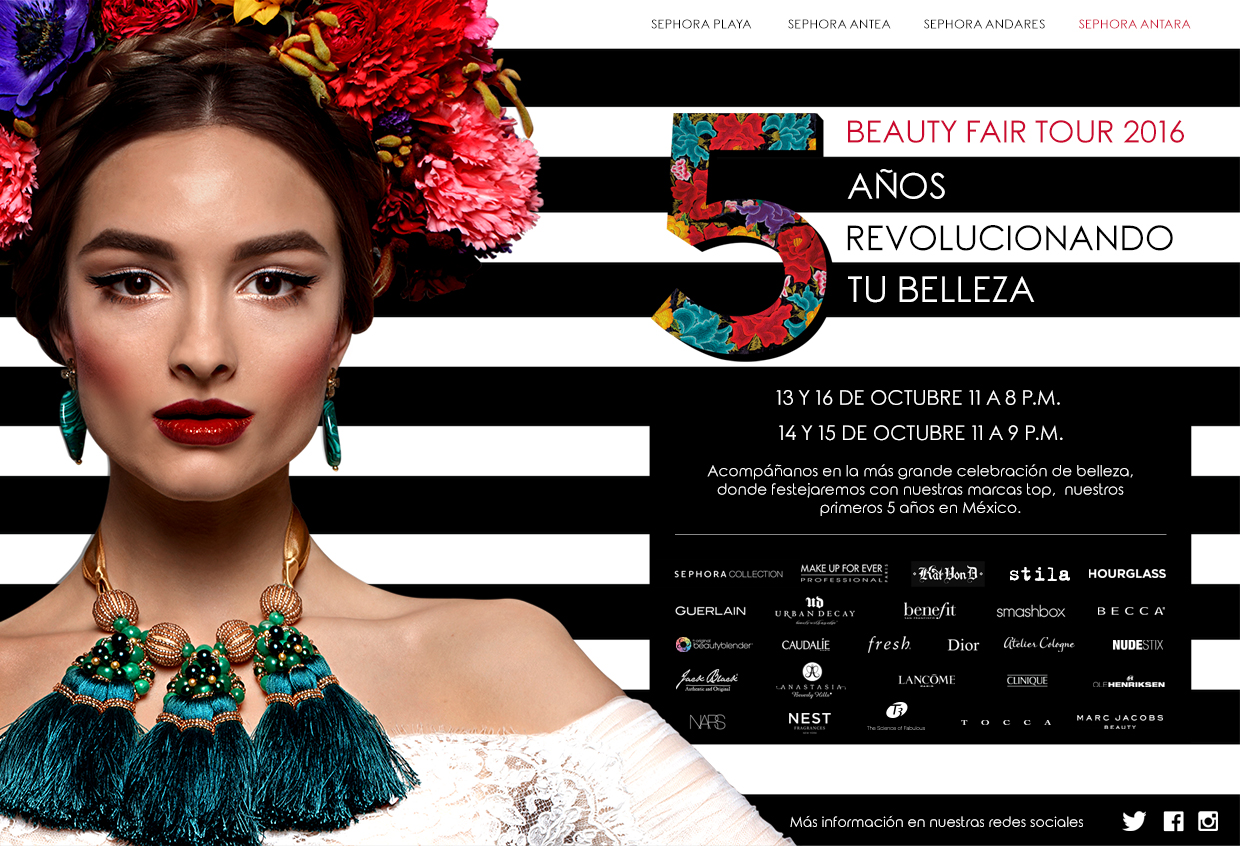 SEPHORA PLAYA SEPHORA ANTEA SEPHORA ANDARES SEPHORA ANTARA
5
BEAUTY FAIR TOUR 2016
AÑOS
REVOLUCIONANDO
TU BELLEZA
13 Y 16 DE OCTUBRE 11 A 8 P.M.
14 Y 15 DE OCTUBRE 11 A 9 P.M.
Acompáñanos en la más grande celebración de belleza,
donde festejaremos con nuestras marcas top, nuestros
primeros 5 años en México.
SEPHORA COLLECTION MAKE UP FOR EVER PROFESSIONAL PARIS Kat Von D stila HOURGLASS
GUERLAIN UD URBAN DECAY benefit SAN FRANCISCO smashbox BECCA
beautyblender CAUDALÍE fresh Dior Atelier Cologne NUDESTIX
Jack Black Authentic and Original ANASTASIA Beverly Hills LANCÔME PARIS CLINIQUE OLEHENRIKSEN
NARS NEST FRAGRANCES NEW YORK T3 The Science of Fabulous TOCCA MARC JACOBS BEAUTY
Más información en nuestras redes sociales